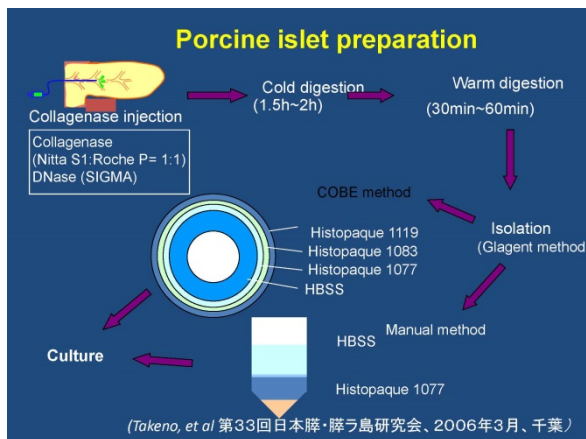 Porcine islet preparation
Collagenase injection
Collagenase
(Nitta S1:Roche P= 1:1)
DNase (SIGMA)
Cold digestion
(1.5h~2h)
Warm digestion
(30min~60min)
Isolation
(Glagent method)
COBE method
Histopaque 1119
Histopaque 1083
Histopaque 1077
HBSS
Manual method
HBSS
Histopaque 1077
Culture
(Takeno, et al 第33回日本膵・膵ラ島研究会、2006年3月、千葉)